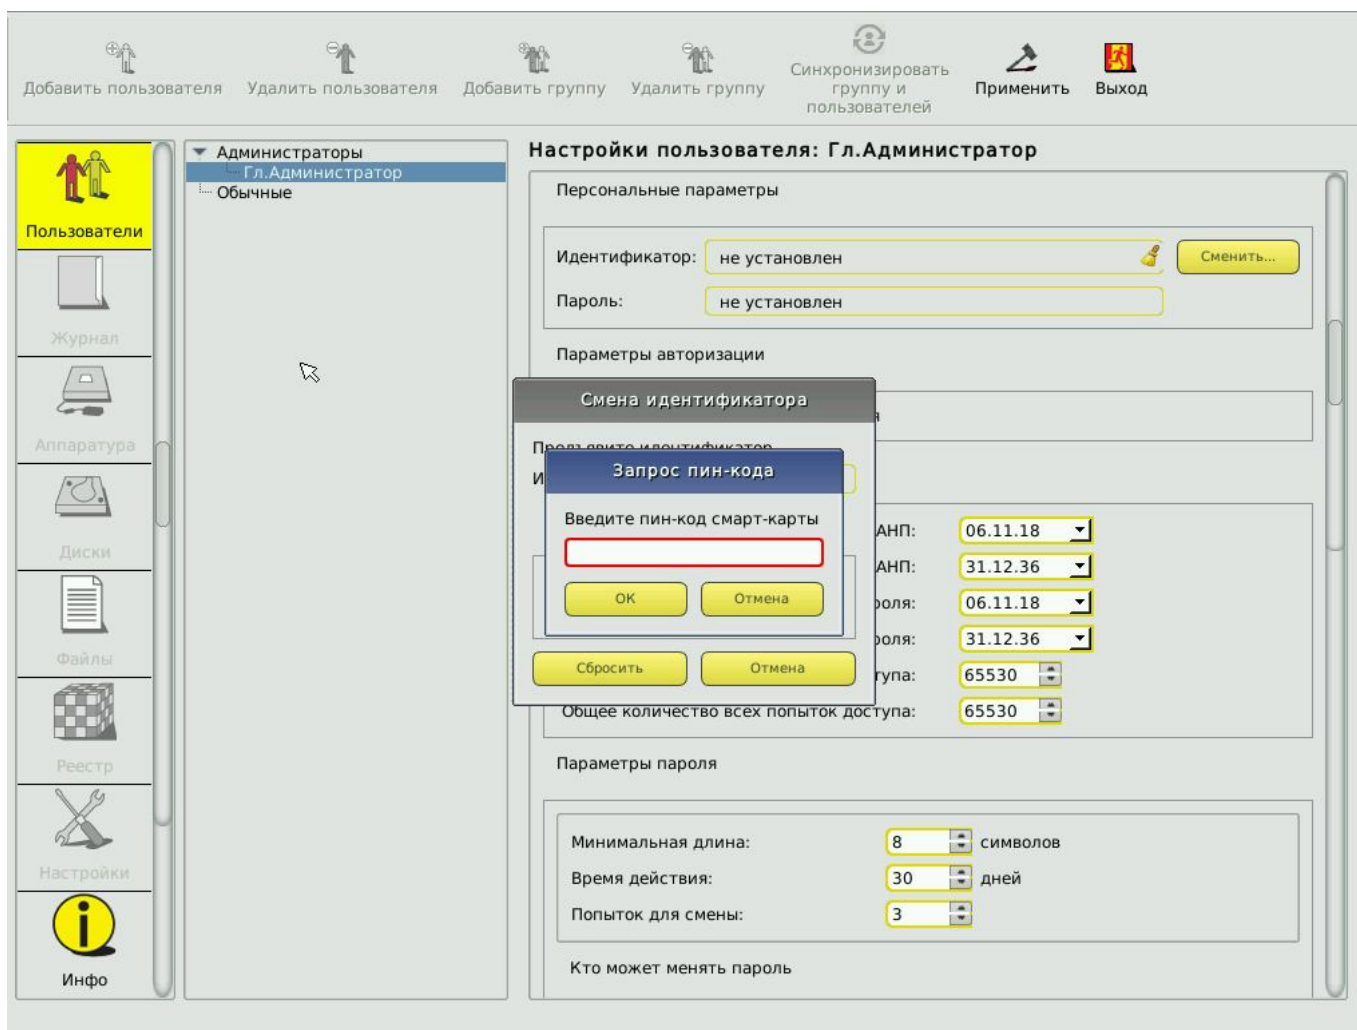 Добавить пользователя
Удалить пользователя
Добавить группу
Удалить группу
Синхронизировать
группу и
пользователей
Применить
Выход
Пользователи
Журнал
Аппаратура
Диски
Файлы
Реестр
Настройки
Инфо
Администраторы
Гл.Администратор
Обычные
Настройки пользователя: Гл.Администратор
Персональные параметры
Идентификатор: не установлен Сменить...
Пароль: не установлен
Параметры авторизации
Смена идентификатора
Предъявите идентификатор
Запрос пин-кода
Введите пин-код смарт-карты
ОК Отмена
Сбросить Отмена
АНП: 06.11.18
АНП: 31.12.36
роля: 06.11.18
роля: 31.12.36
тупа: 65530
Общее количество всех попыток доступа: 65530
Параметры пароля
Минимальная длина: 8 символов
Время действия: 30 дней
Попыток для смены: 3
Кто может менять пароль